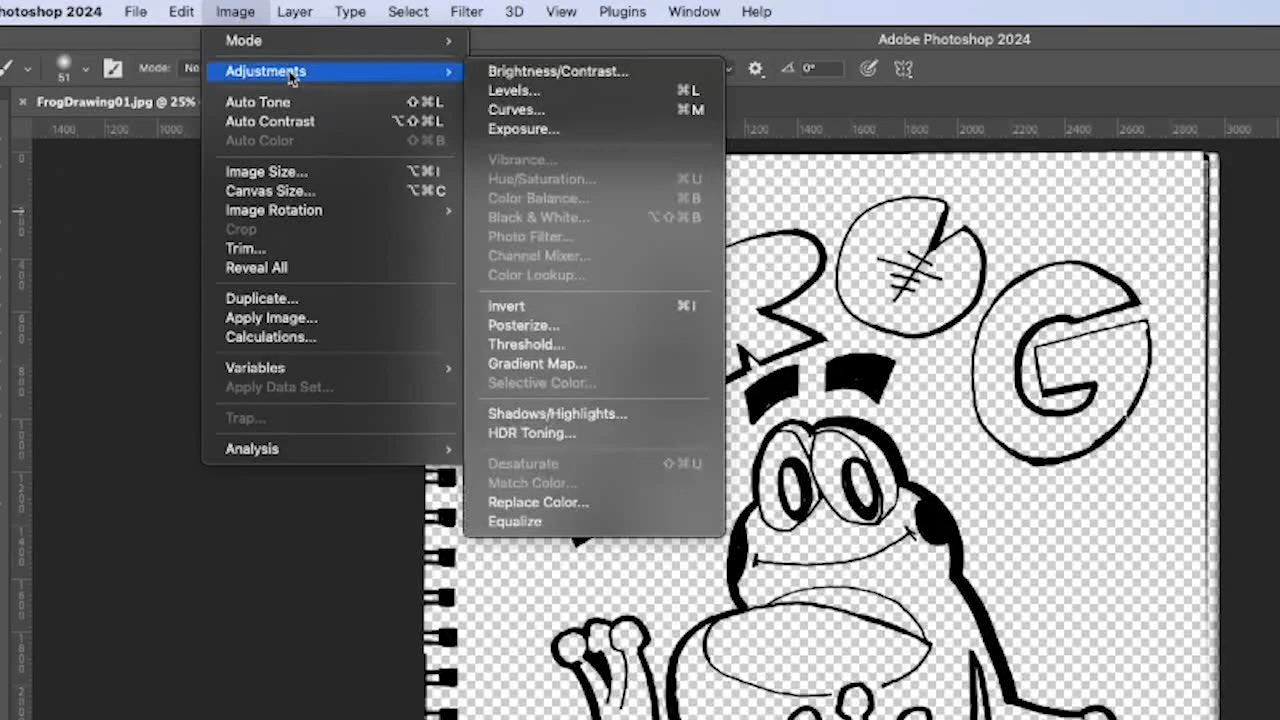 hotoshop 2024 File Edit Image Layer Type Select Filter 3D View Plugins Window Help
Adobe Photoshop 2024
51 Mode: No 0°
× FrogDrawing01.jpg @ 25%
1400 1200 1000 1200 1400 1600 1800 2000 2200 2400 2600 2800 3000
Mode
Adjustments
Auto Tone ⇧⌘L
Auto Contrast ⌥⇧⌘L
Auto Color ⇧⌘B
Image Size... ⌥⌘I
Canvas Size... ⌥⌘C
Image Rotation
Crop
Trim...
Reveal All
Duplicate...
Apply Image...
Calculations...
Variables
Apply Data Set...
Trap...
Analysis
Brightness/Contrast...
Levels... ⌘L
Curves... ⌘M
Exposure...
Vibrance...
Hue/Saturation... ⌘U
Color Balance... ⌘B
Black & White... ⌥⇧⌘B
Photo Filter...
Channel Mixer...
Color Lookup...
Invert ⌘I
Posterize...
Threshold...
Gradient Map...
Selective Color...
Shadows/Highlights...
HDR Toning...
Desaturate ⇧⌘U
Match Color...
Replace Color...
Equalize
ROG